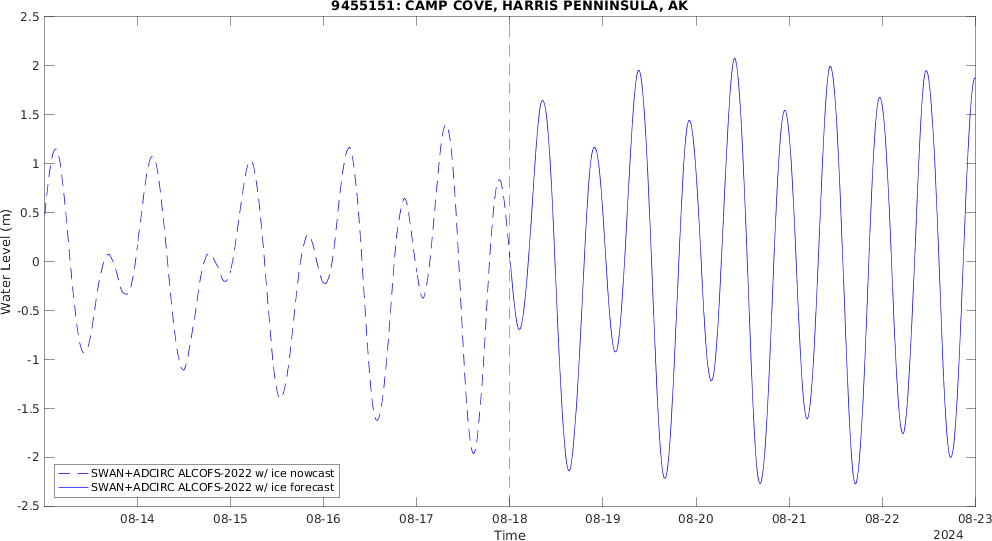 9455151: CAMP COVE, HARRIS PENNINSULA, AK
2.5
2
1.5
1
0.5
0
-0.5
-1
-1.5
-2
-2.5
Water Level (m)
SWAN+ADCIRC ALCOFS-2022 w/ ice nowcast
SWAN+ADCIRC ALCOFS-2022 w/ ice forecast
08-14 08-15 08-16 08-17 08-18 08-19 08-20 08-21 08-22 08-23
Time
2024